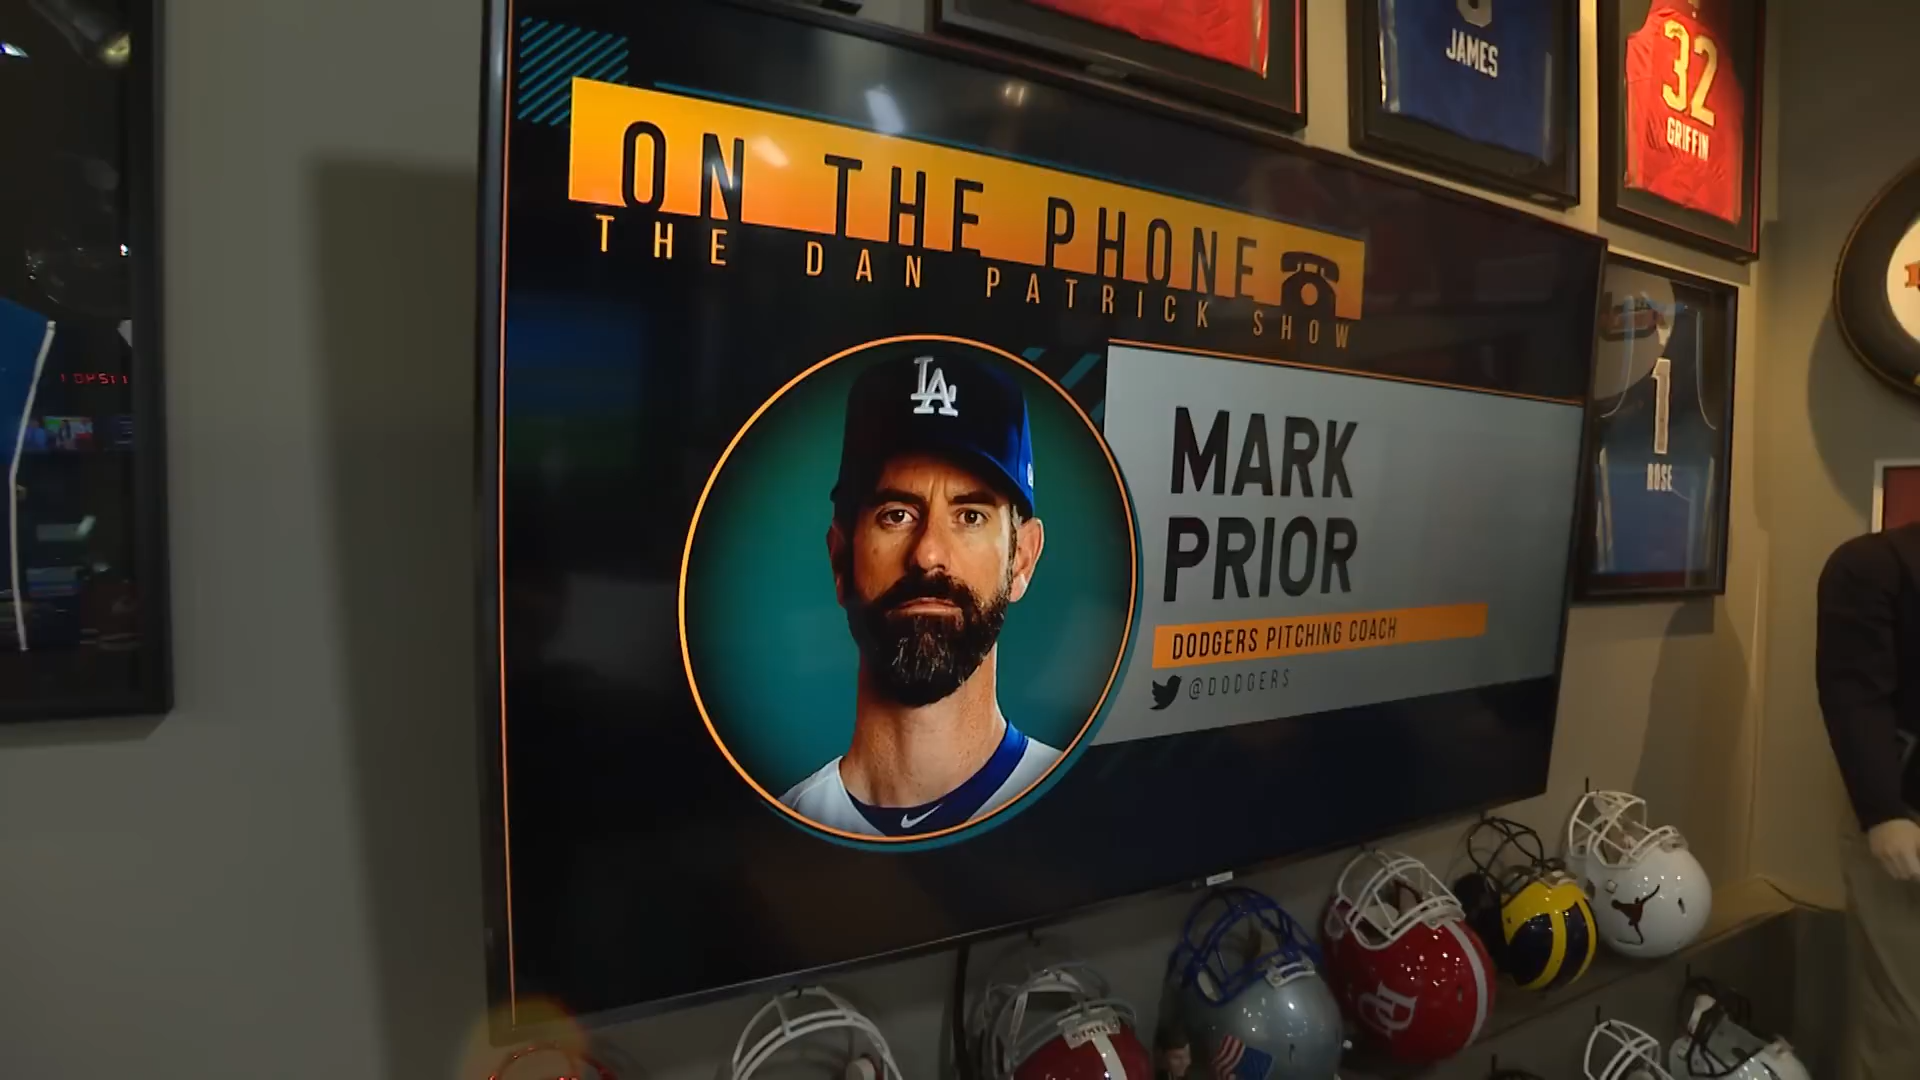 JAMES
32
GRIFFIN
ON THE PHONE
THE DAN PATRICK SHOW
LA
MARK
PRIOR
DODGERS PITCHING COACH
@DODGERS
1
ROSE